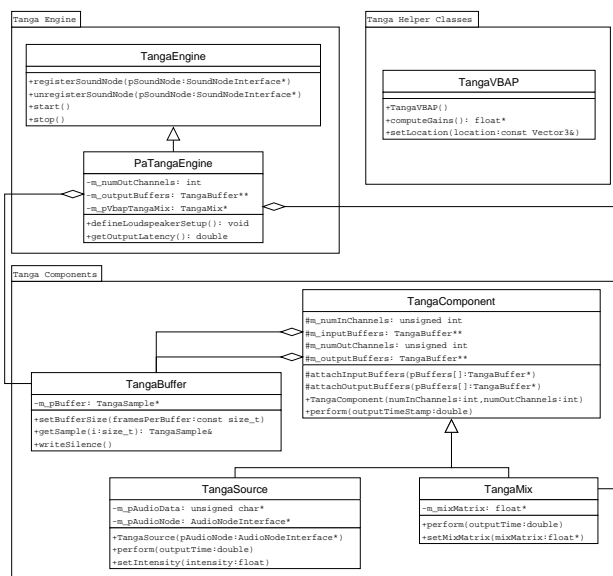 Tanga Engine
TangaEngine
+registerSoundNode(pSoundNode:SoundNodeInterface*)
+unregisterSoundNode(pSoundNode:SoundNodeInterface*)
+start()
+stop()
PaTangaEngine
-m_numOutChannels: int
-m_outputBuffers: TangaBuffer**
-m_pVbapTangaMix: TangaMix*
+defineLoudspeakerSetup(): void
+getOutputLatency(): double
Tanga Helper Classes
TangaVBAP
+TangaVBAP()
+computeGains(): float*
+setLocation(location:const Vector3&)
Tanga Components
TangaComponent
#m_numInChannels: unsigned int
#m_inputBuffers: TangaBuffer**
#m_numOutChannels: unsigned int
#m_outputBuffers: TangaBuffer**
#attachInputBuffers(pBuffers[]:TangaBuffer*)
#attachOutputBuffers(pBuffers[]:TangaBuffer*)
+TangaComponent(numInChannels:int,numOutChannels:int)
+perform(outputTimeStamp:double)
TangaBuffer
-m_pBuffer: TangaSample*
+setBufferSize(framesPerBuffer:const size_t)
+getSample(i:size_t): TangaSample&
+writeSilence()
TangaSource
-m_pAudioData: unsigned char*
-m_pAudioNode: AudioNodeInterface*
+TangaSource(pAudioNode:AudioNodeInterface*)
+perform(outputTime:double)
+setIntensity(intensity:float)
TangaMix
-m_mixMatrix: float*
+perform(outputTime:double)
+setMixMatrix(mixMatrix:float*)